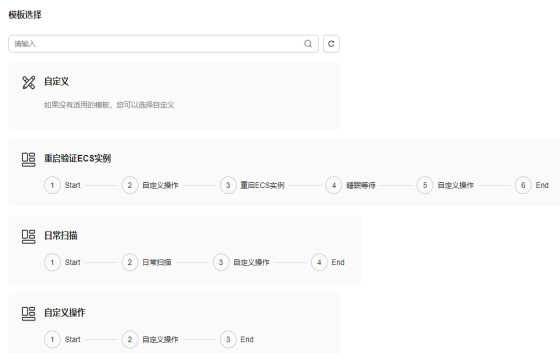 模板选择
请输入
自定义
如果没有适用的模板，您可以选择自定义
重启验证ECS实例
1 Start 2 自定义操作 3 重启ECS实例 4 睡眠等待 5 自定义操作 6 End
日常扫描
1 Start 2 日常扫描 3 自定义操作 4 End
自定义操作
1 Start 2 自定义操作 3 End